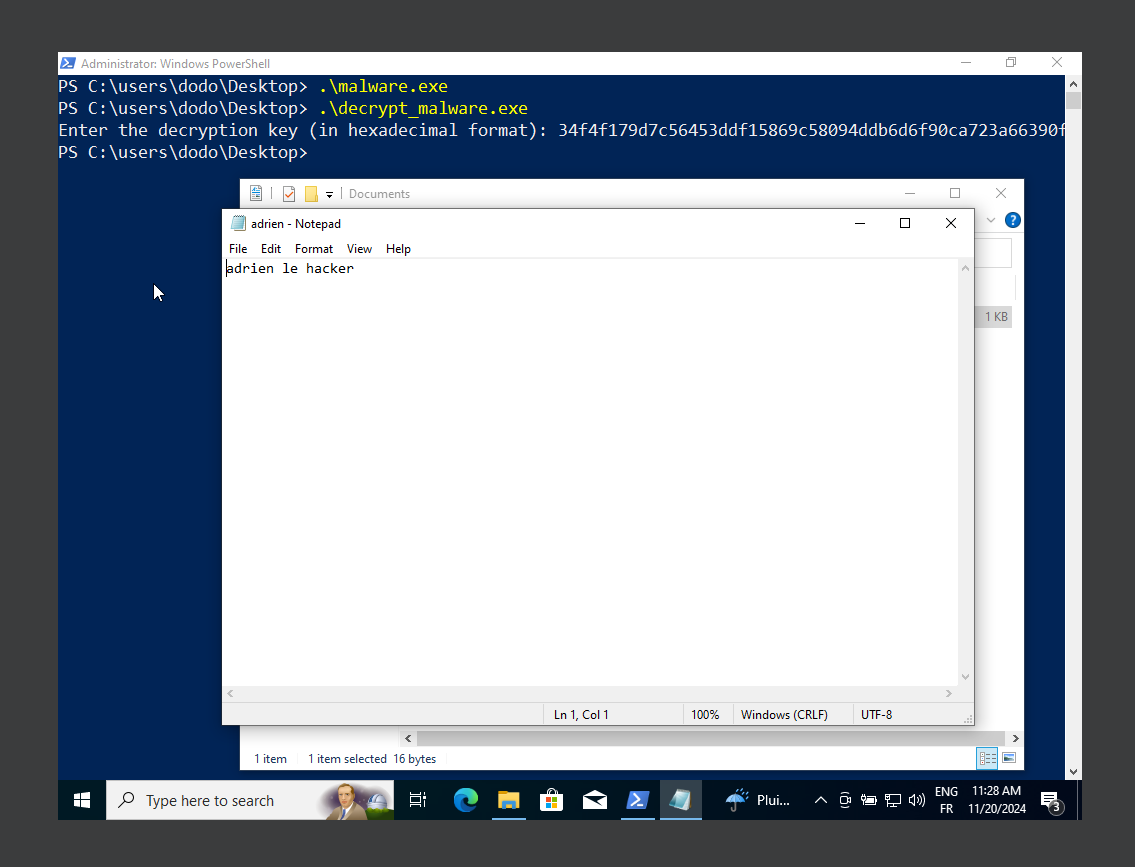 Administrator: Windows PowerShell
PS C:\users\dodo\Desktop> .\malware.exe
PS C:\users\dodo\Desktop> .\decrypt_malware.exe
Enter the decryption key (in hexadecimal format): 34f4f179d7c56453ddf15869c58094ddb6d6f90ca723a66390f
PS C:\users\dodo\Desktop>
Documents
adrien - Notepad
File Edit Format View Help
adrien le hacker
1 KB
Ln 1, Col 1 100% Windows (CRLF) UTF-8
1 item 1 item selected 16 bytes
Type here to search
Plui...
ENG
FR
11:28 AM
11/20/2024
3